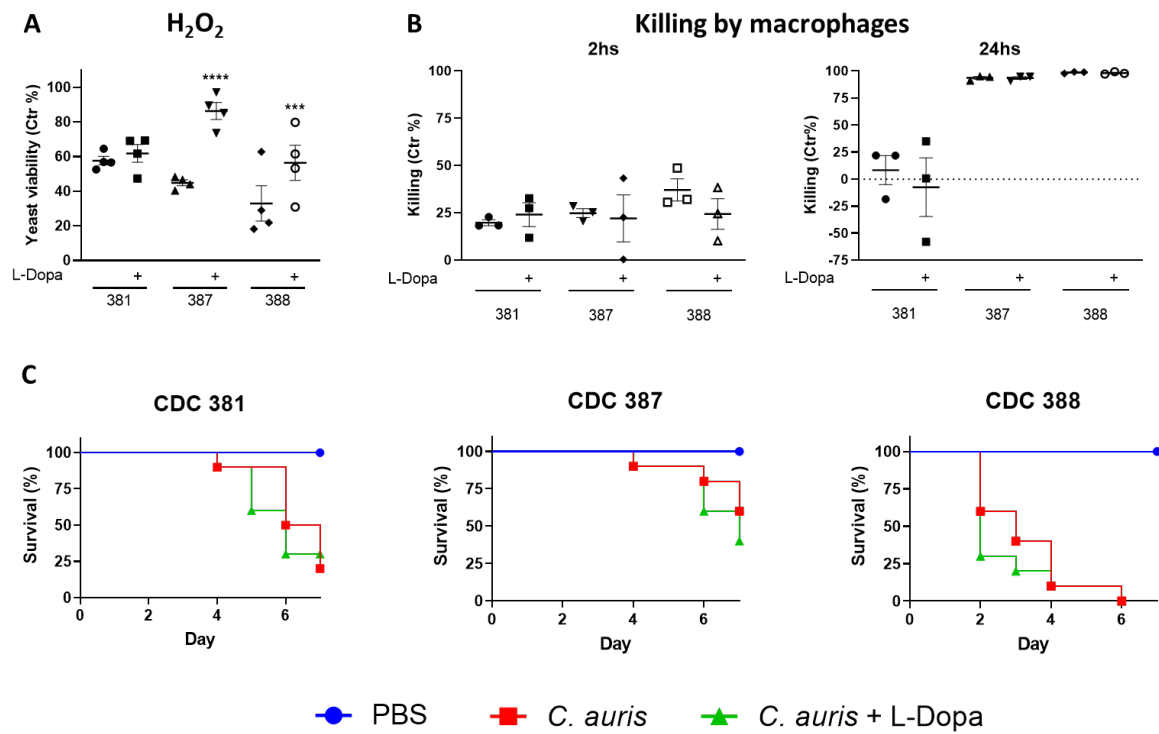 A
H₂O₂
B
Killing by macrophages
2hs
24hs
Yeast viability (Ctr %)
100
80
60
40
20
0
****
***
L-Dopa + + +
381 387 388
Killing (Ctr%)
100
75
50
25
0
L-Dopa + + +
381 387 388
Killing (Ctr%)
100
75
50
25
0
-25
-50
-75
L-Dopa + + +
381 387 388
C
CDC 381
Survival (%)
100
75
50
25
0
0 2 4 6
Day
CDC 387
Survival (%)
100
75
50
25
0
0 2 4 6
Day
CDC 388
Survival (%)
100
75
50
25
0
0 2 4 6
Day
PBS
C. auris
C. auris + L-Dopa